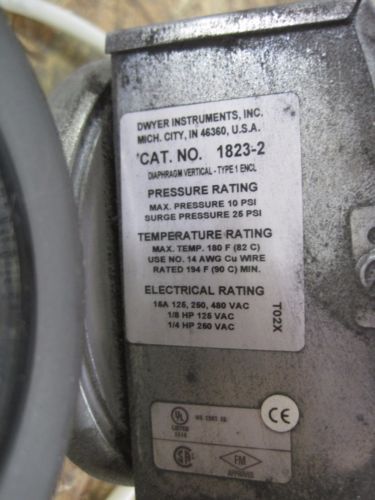 DWYER INSTRUMENTS, INC.
MICH. CITY, IN 46360, U.S.A.
CAT. NO. 1823-2
DIAPHRAGM VERTICAL - TYPE 1 ENCL
PRESSURE RATING
MAX. PRESSURE 10 PSI
SURGE PRESSURE 25 PSI
TEMPERATURE RATING
MAX. TEMP. 180 F (82 C)
USE NO. 14 AWG Cu WIRE
RATED 194 F (90 C) MIN.
ELECTRICAL RATING
15A 125, 250, 480 VAC
1/8 HP 125 VAC
1/4 HP 250 VAC
T02X
UL
LISTED
CE
FM
APPROVED